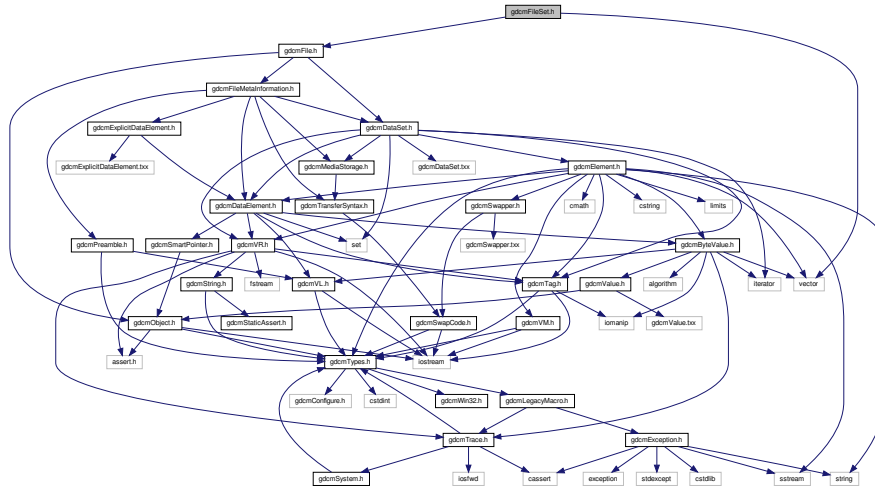 gdcmFileSet.h
gdcmFile.h
gdcmFileMetaInformation.h
gdcmExplicitDataElement.h
gdcmDataSet.h
gdcmExplicitDataElement.txx
gdcmMediaStorage.h
gdcmDataSet.txx
gdcmElement.h
gdcmDataElement.h
gdcmTransferSyntax.h
gdcmSwapper.h
cmath
cstring
limits
gdcmPreamble.h
gdcmSmartPointer.h
gdcmVR.h
set
gdcmSwapper.txx
gdcmByteValue.h
gdcmString.h
fstream
gdcmVL.h
gdcmTag.h
gdcmValue.h
algorithm
iterator
vector
gdcmObject.h
gdcmStaticAssert.h
gdcmSwapCode.h
gdcmVM.h
iomanip
gdcmValue.txx
assert.h
gdcmTypes.h
iostream
gdcmConfigure.h
cstdint
gdcmWin32.h
gdcmLegacyMacro.h
gdcmTrace.h
gdcmException.h
gdcmSystem.h
iosfwd
cassert
exception
stdexcept
cstdlib
sstream
string